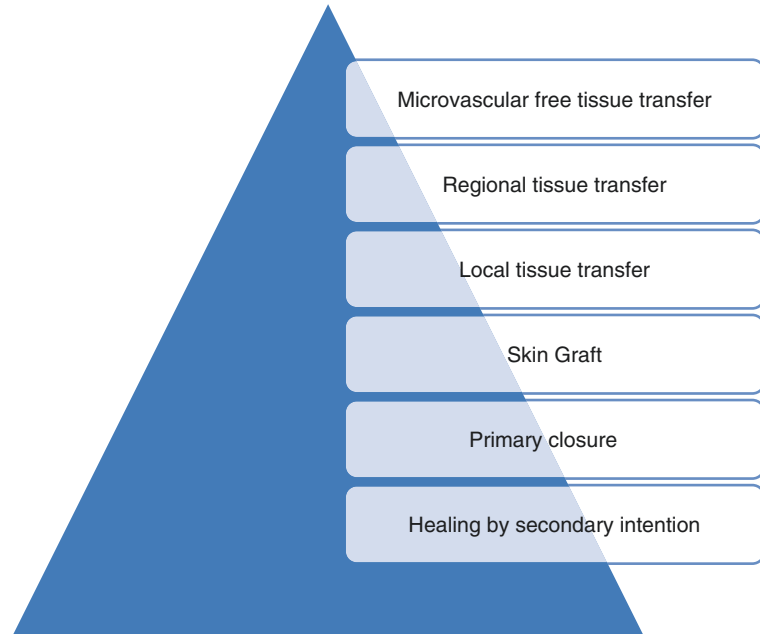 Microvascular free tissue transfer
Regional tissue transfer
Local tissue transfer
Skin Graft
Primary closure
Healing by secondary intention